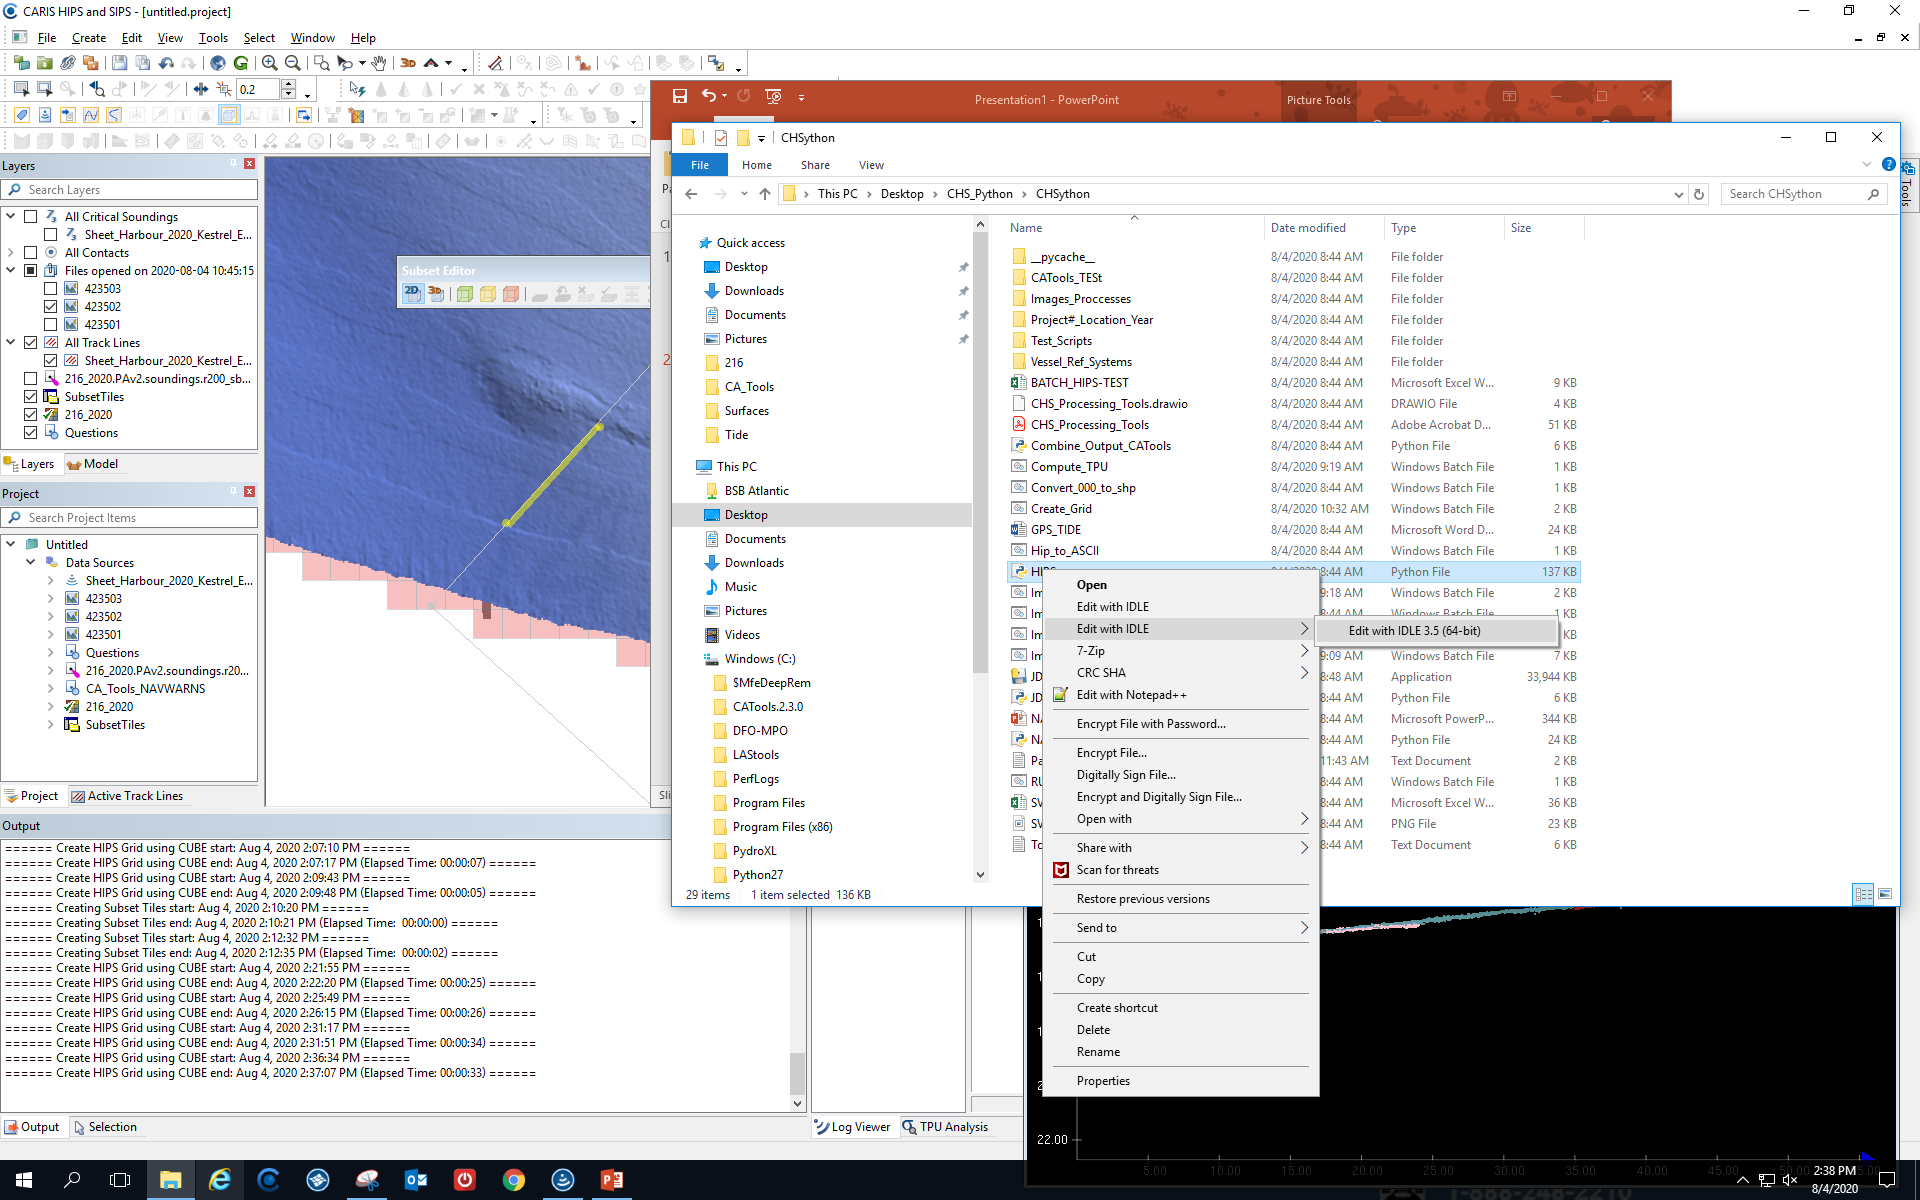 CARIS HIPS and SIPS - [untitled.project]
File Create Edit View Tools Select Window Help
3D
0.2
Layers
Search Layers
All Critical Soundings
Sheet_Harbour_2020_Kestrel_E...
All Contacts
Files opened on 2020-08-04 10:45:15
423503
423502
423501
All Track Lines
Sheet_Harbour_2020_Kestrel_E...
216_2020.PAv2.soundings.r200_sb...
SubsetTiles
216_2020
Questions
Layers Model
Project
Search Project Items
Untitled
Data Sources
Sheet_Harbour_2020_Kestrel_E...
423503
423502
423501
Questions
216_2020.PAv2.soundings.r20...
CA_Tools_NAVWARNS
216_2020
SubsetTiles
Project Active Track Lines
Subset Editor
2D 3D
Presentation1 - PowerPoint
Picture Tools
1
2
Tools
CHSython
File Home Share View
This PC Desktop CHS_Python CHSython
Search CHSython
Quick access
Desktop
Downloads
Documents
Pictures
216
CA_Tools
Surfaces
Tide
This PC
BSB Atlantic
Desktop
Documents
Downloads
Music
Pictures
Videos
Windows (C:)
$MfeDeepRem
CATools.2.3.0
DFO-MPO
LAStools
PerfLogs
Program Files
Program Files (x86)
PydroXL
Python27
29 items 1 item selected 136 KB
Name Date modified Type Size
__pycache__ 8/4/2020 8:44 AM File folder
CATools_TESt 8/4/2020 8:44 AM File folder
Images_Proccesses 8/4/2020 8:44 AM File folder
Project#_Location_Year 8/4/2020 8:44 AM File folder
Test_Scripts 8/4/2020 8:44 AM File folder
Vessel_Ref_Systems 8/4/2020 8:44 AM File folder
BATCH_HIPS-TEST 8/4/2020 8:44 AM Microsoft Excel W... 9 KB
CHS_Processing_Tools.drawio 8/4/2020 8:44 AM DRAWIO File 4 KB
CHS_Processing_Tools 8/4/2020 8:44 AM Adobe Acrobat D... 51 KB
Combine_Output_CATools 8/4/2020 8:44 AM Python File 6 KB
Compute_TPU 8/4/2020 9:19 AM Windows Batch File 1 KB
Convert_000_to_shp 8/4/2020 8:44 AM Windows Batch File 1 KB
Create_Grid 8/4/2020 10:32 AM Windows Batch File 2 KB
GPS_TIDE 8/4/2020 8:44 AM Microsoft Word D... 24 KB
Hip_to_ASCII 8/4/2020 8:44 AM Windows Batch File 1 KB
Python File 137 KB
9:18 AM Windows Batch File 2 KB
Windows Batch File 1 KB
KB
9:09 AM Windows Batch File 7 KB
JD 8:48 AM Application 33,944 KB
JD 8:44 AM Python File 6 KB
8:44 AM Microsoft PowerP... 344 KB
8:44 AM Python File 24 KB
Pa 11:43 AM Text Document 2 KB
RU 8:44 AM Windows Batch File 1 KB
8:44 AM Microsoft Excel W... 36 KB
8:44 AM PNG File 23 KB
To 8:44 AM Text Document 6 KB
Open
Edit with IDLE
Edit with IDLE
Edit with IDLE 3.5 (64-bit)
7-Zip
CRC SHA
Edit with Notepad++
Encrypt File with Password...
Encrypt File...
Digitally Sign File...
Encrypt and Digitally Sign File...
Open with
Share with
Scan for threats
Restore previous versions
Send to
Cut
Copy
Create shortcut
Delete
Rename
Properties
Output
====== Create HIPS Grid using CUBE start: Aug 4, 2020 2:07:10 PM ======
====== Create HIPS Grid using CUBE end: Aug 4, 2020 2:07:17 PM (Elapsed Time: 00:00:07) ======
====== Create HIPS Grid using CUBE start: Aug 4, 2020 2:09:43 PM ======
====== Create HIPS Grid using CUBE end: Aug 4, 2020 2:09:48 PM (Elapsed Time: 00:00:05) ======
====== Creating Subset Tiles start: Aug 4, 2020 2:10:20 PM ======
====== Creating Subset Tiles end: Aug 4, 2020 2:10:21 PM (Elapsed Time: 00:00:00) ======
====== Creating Subset Tiles start: Aug 4, 2020 2:12:32 PM ======
====== Creating Subset Tiles end: Aug 4, 2020 2:12:35 PM (Elapsed Time: 00:00:02) ======
====== Create HIPS Grid using CUBE start: Aug 4, 2020 2:21:55 PM ======
====== Create HIPS Grid using CUBE end: Aug 4, 2020 2:22:20 PM (Elapsed Time: 00:00:25) ======
====== Create HIPS Grid using CUBE start: Aug 4, 2020 2:25:49 PM ======
====== Create HIPS Grid using CUBE end: Aug 4, 2020 2:26:15 PM (Elapsed Time: 00:00:26) ======
====== Create HIPS Grid using CUBE start: Aug 4, 2020 2:31:17 PM ======
====== Create HIPS Grid using CUBE end: Aug 4, 2020 2:31:51 PM (Elapsed Time: 00:00:34) ======
====== Create HIPS Grid using CUBE start: Aug 4, 2020 2:36:34 PM ======
====== Create HIPS Grid using CUBE end: Aug 4, 2020 2:37:07 PM (Elapsed Time: 00:00:33) ======
Output Selection
Log Viewer TPU Analysis
22.00
5.00 10.00 15.00 20.00 25.00 30.00 35.00 40.00 45.00 50.00
2:38 PM
8/4/2020